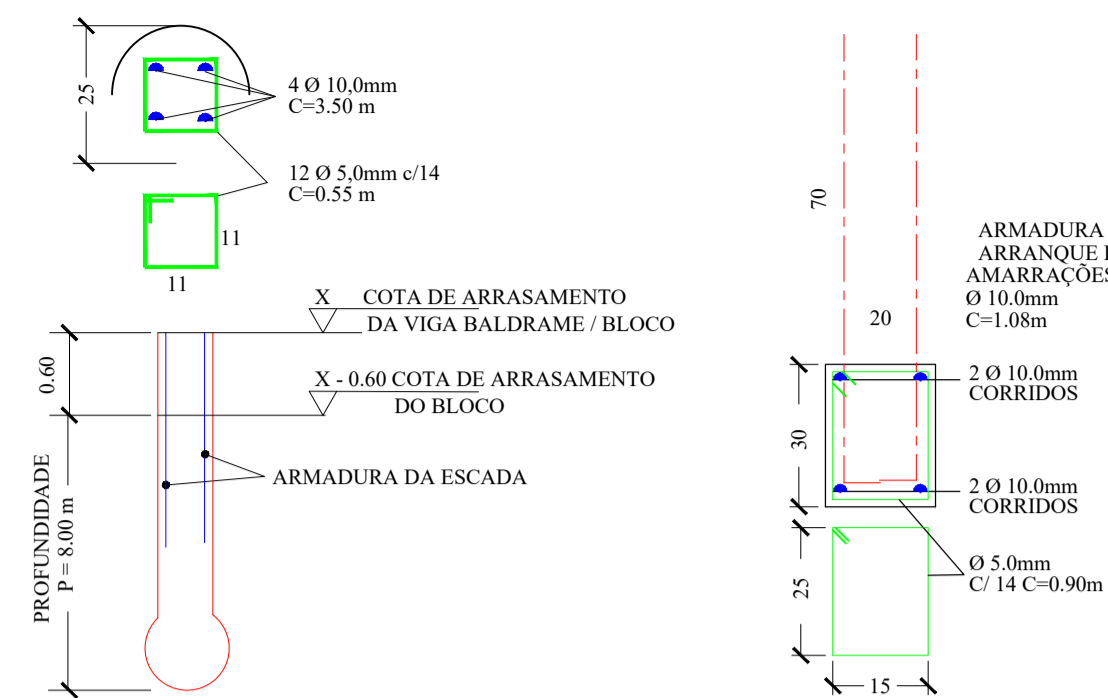 25
4 Ø 10,0mm
C=3.50 m
12 Ø 5,0mm c/14
C=0.55 m
11
11
X COTA DE ARRASAMENTO
DA VIGA BALDRAME / BLOCO
0.60
X - 0.60 COTA DE ARRASAMENTO
DO BLOCO
ARMADURA DA ESCADA
PROFUNDIDADE
P = 8.00 m
70
20
ARMADURA
ARRANQUE
AMARRAÇÕES
Ø 10.0mm
C=1.08m
30
2 Ø 10.0mm
CORRIDOS
2 Ø 10.0mm
CORRIDOS
25
Ø 5.0mm
C/ 14 C=0.90m
15